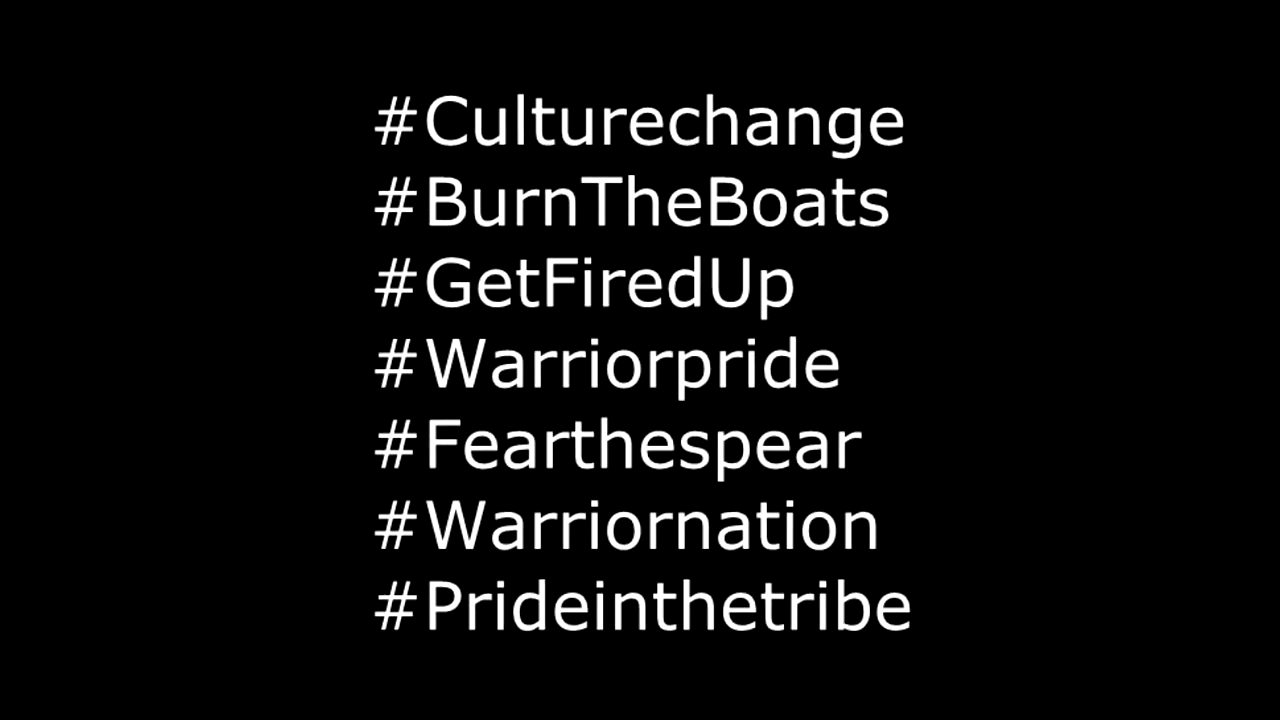 #Culturechange
#BurnTheBoats
#GetFiredUp
#Warriorpride
#Fearthespear
#Warriornation
#Prideinthetribe